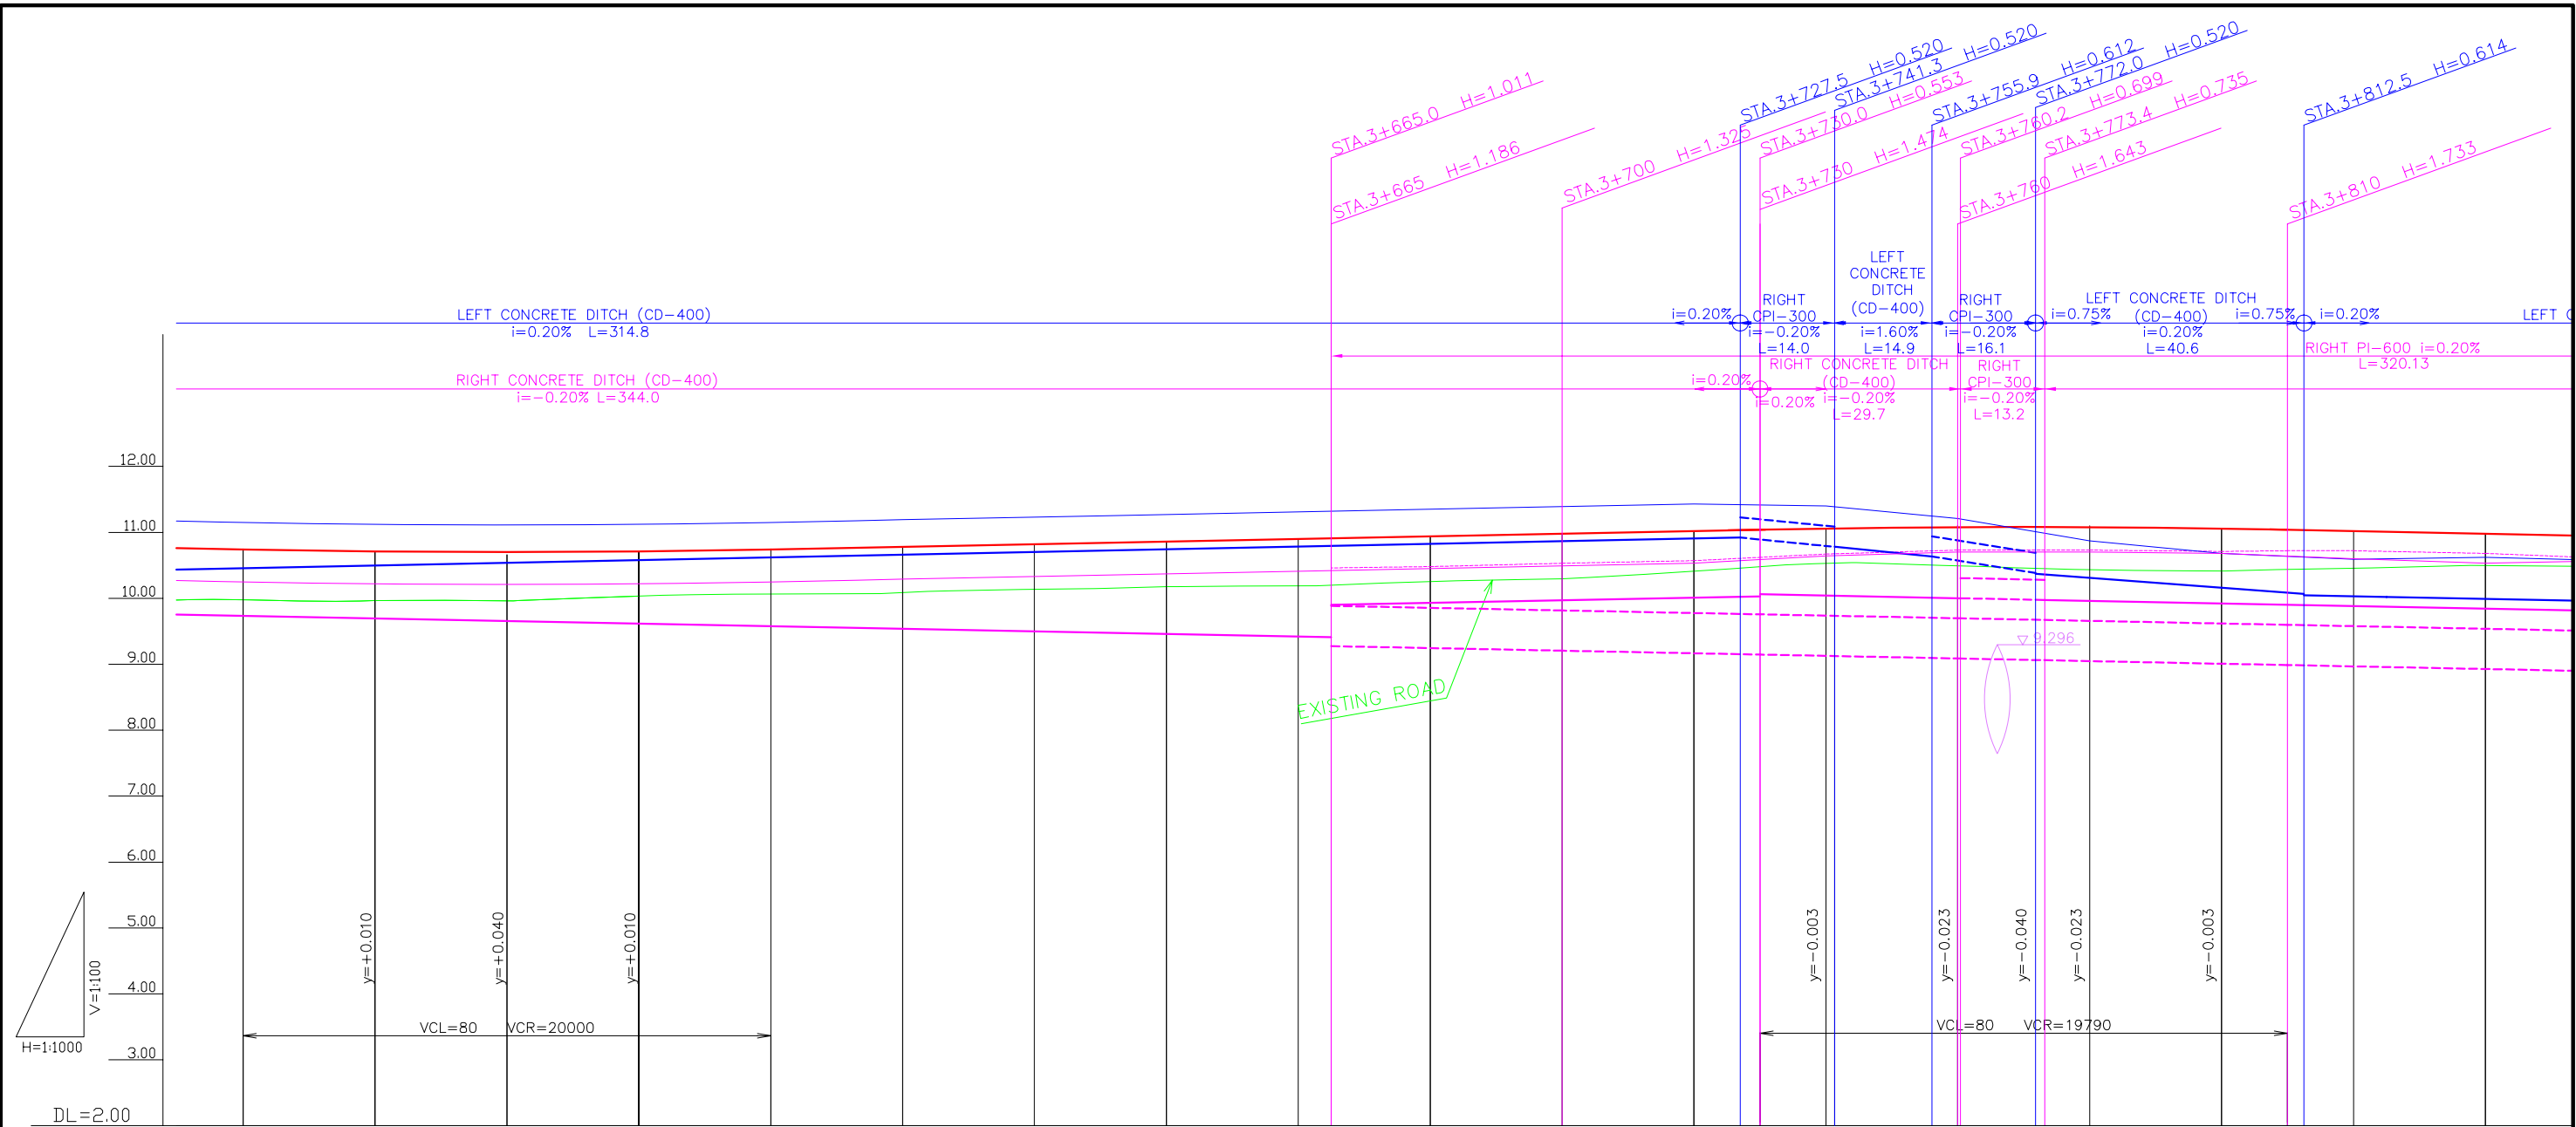 STA.3+665.0 H=1.011
STA.3+665 H=1.186
STA.3+700 H=1.325
STA.3+727.5 H=0.520
STA.3+730.0 H=0.553
STA.3+730 H=1.474
STA.3+741.3 H=0.520
STA.3+755.9 H=0.612
STA.3+760.2 H=0.699
STA.3+760 H=1.643
STA.3+772.0 H=0.520
STA.3+773.4 H=0.735
STA.3+810 H=1.733
STA.3+812.5 H=0.614
LEFT CONCRETE DITCH (CD-400)
i=0.20% L=314.8
i=0.20%
RIGHT
CPI-300
i=-0.20%
L=14.0
LEFT
CONCRETE
DITCH
(CD-400)
i=1.60%
L=14.9
RIGHT
CPI-300
i=-0.20%
L=16.1
i=0.75%
LEFT CONCRETE DITCH
(CD-400)
i=0.20%
L=40.6
i=0.75%
i=0.20%
LEFT
RIGHT PI-600 i=0.20%
L=320.13
RIGHT CONCRETE DITCH (CD-400)
i=-0.20% L=344.0
i=0.20%
i=0.20%
RIGHT CONCRETE DITCH
(CD-400)
i=-0.20%
L=29.7
RIGHT
CPI-300
i=-0.20%
L=13.2
12.00
11.00
10.00
9.00
8.00
7.00
6.00
5.00
4.00
3.00
DL=2.00
V=1:100
H=1:1000
EXISTING ROAD
9.296
y=+0.010
y=+0.040
y=+0.010
y=-0.003
y=-0.023
y=-0.040
y=-0.023
y=-0.003
VCL=80 VCR=20000
VCL=80 VCR=19790